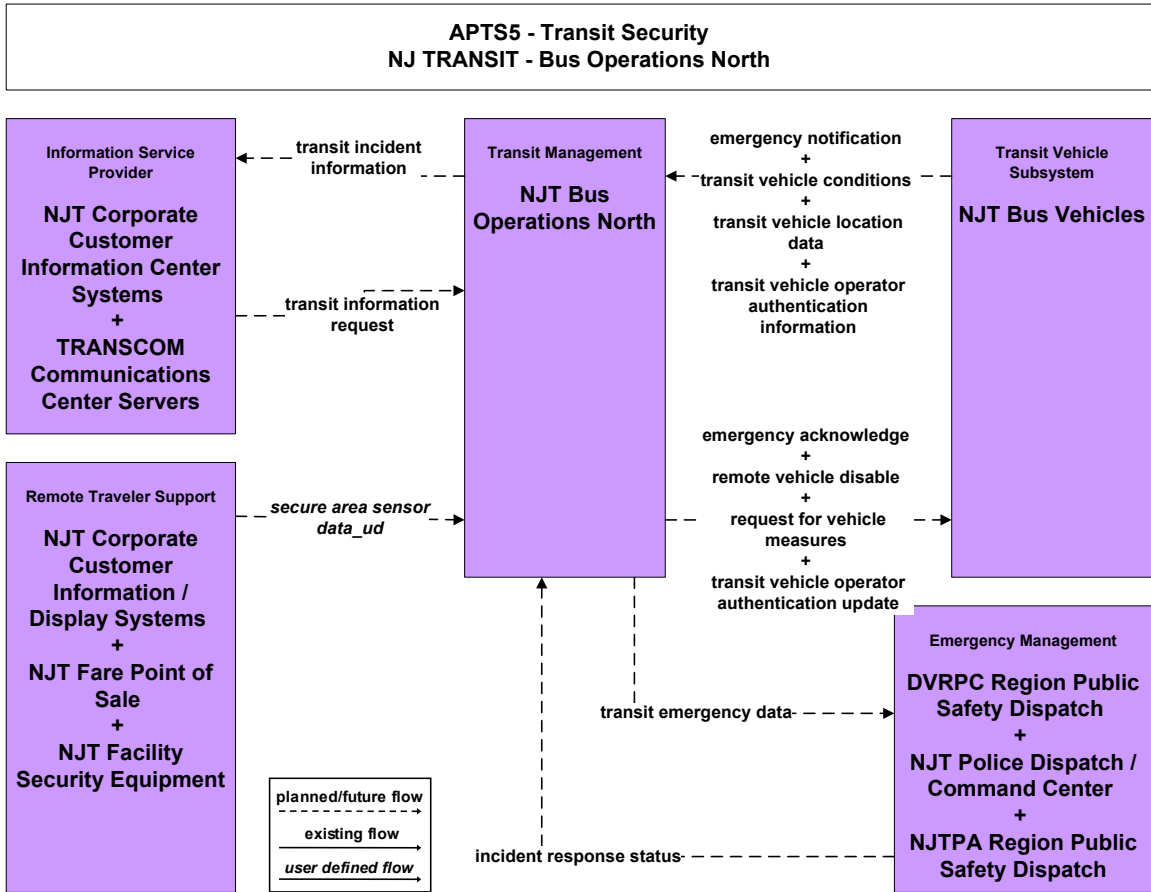 APTS5 - Transit Security
NJ TRANSIT - Bus Operations North
Information Service
Provider
NJT Corporate
Customer
Information Center
Systems
+
TRANSCOM
Communications
Center Servers
transit incident
information
transit information
request
Transit Management
NJT Bus
Operations North
emergency notification
+
transit vehicle conditions
+
transit vehicle location
data
+
transit vehicle operator
authentication
information
Transit Vehicle
Subsystem
NJT Bus Vehicles
Remote Traveler Support
NJT Corporate
Customer
Information /
Display Systems
+
NJT Fare Point of
Sale
+
NJT Facility
Security Equipment
secure area sensor
data_ud
emergency acknowledge
+
remote vehicle disable
+
request for vehicle
measures
+
transit vehicle operator
authentication update
Emergency Management
DVRPC Region Public
Safety Dispatch
+
NJT Police Dispatch /
Command Center
+
NJTPA Region Public
Safety Dispatch
transit emergency data
incident response status
planned/future flow
existing flow
user defined flow